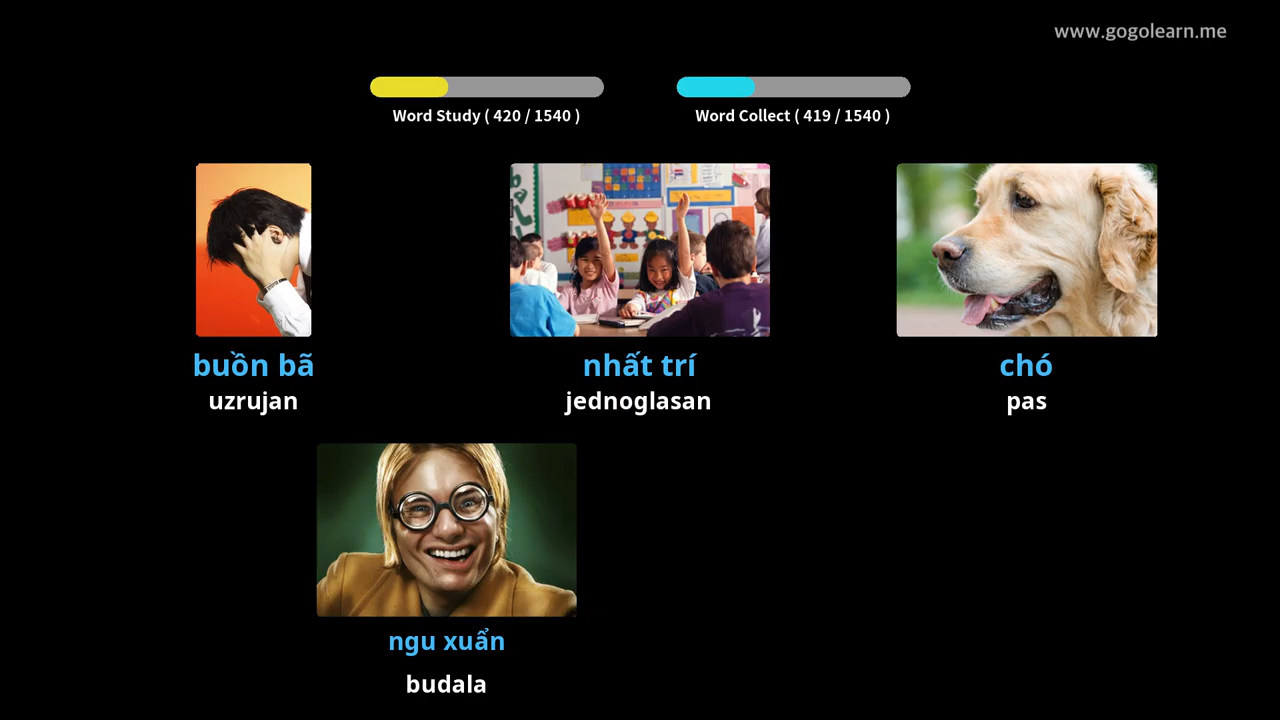 www.gogolearn.me
Word Study ( 420 / 1540 )
Word Collect ( 419 / 1540 )
buồn bã
uzrujan
nhất trí
jednoglasan
chó
pas
ngu xuẩn
budala